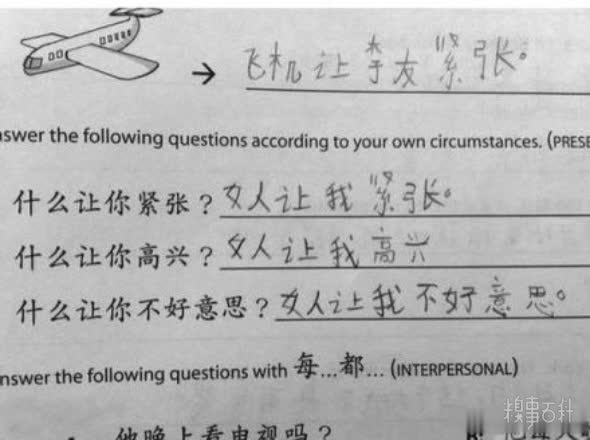 → 飞机让李友紧张。
nswer the following questions according to your own circumstances. (PRESE
什么让你紧张？女人让我紧张。
什么让你高兴？女人让我高兴
什么让你不好意思？女人让我不好意思。
nswer the following questions with 每...都... (INTERPERSONAL)
他晚上看电视吗？
糗事百科